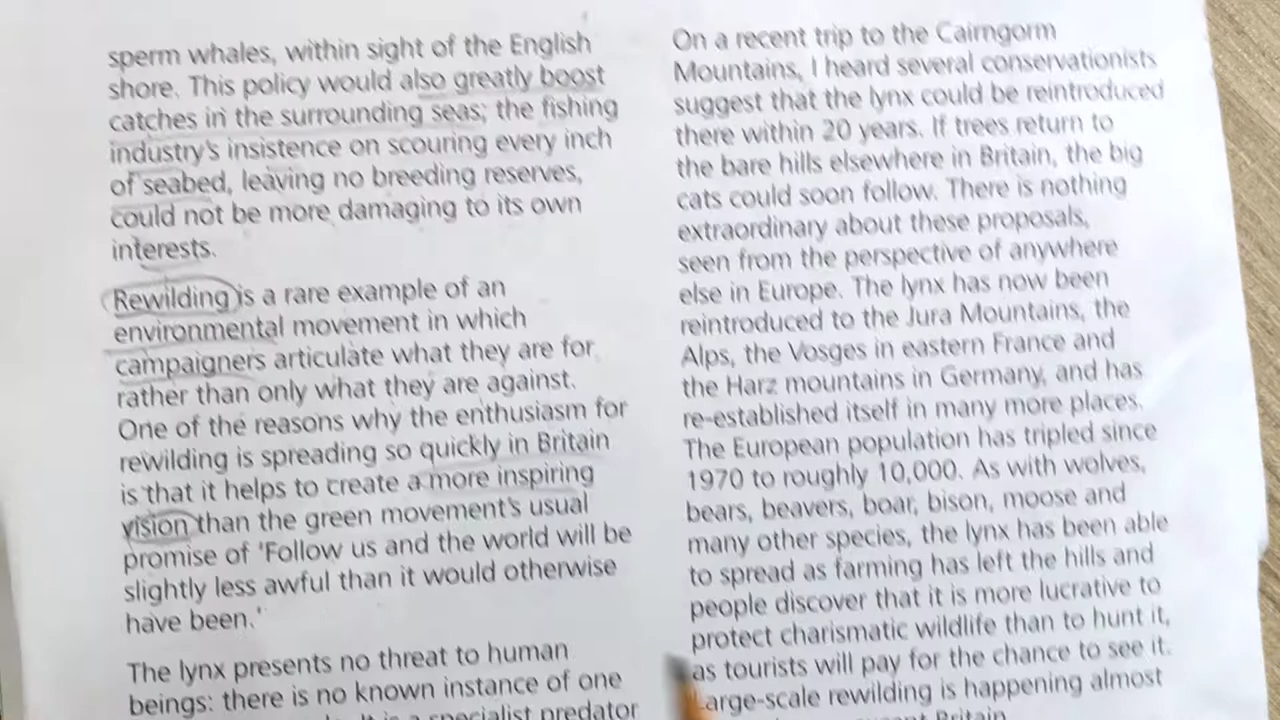 sperm whales, within sight of the English
shore. This policy would also greatly boost
catches in the surrounding seas; the fishing
industry's insistence on scouring every inch
of seabed, leaving no breeding reserves,
could not be more damaging to its own
interests.
Rewilding is a rare example of an
environmental movement in which
campaigners articulate what they are for
rather than only what they are against.
One of the reasons why the enthusiasm for
rewilding is spreading so quickly in Britain
is that it helps to create a more inspiring
vision than the green movement's usual
promise of 'Follow us and the world will be
slightly less awful than it would otherwise
have been.'
The lynx presents no threat to human
beings: there is no known instance of one
It is a specialist predator
On a recent trip to the Cairngorm
Mountains, I heard several conservationists
suggest that the lynx could be reintroduced
there within 20 years. If trees return to
the bare hills elsewhere in Britain, the big
cats could soon follow. There is nothing
extraordinary about these proposals,
seen from the perspective of anywhere
else in Europe. The lynx has now been
reintroduced to the Jura Mountains, the
Alps, the Vosges in eastern France and
the Harz mountains in Germany, and has
re-established itself in many more places.
The European population has tripled since
1970 to roughly 10,000. As with wolves,
bears, beavers, boar, bison, moose and
many other species, the lynx has been able
to spread as farming has left the hills and
people discover that it is more lucrative to
protect charismatic wildlife than to hunt it,
as tourists will pay for the chance to see it.
Large-scale rewilding is happening almost
Britain